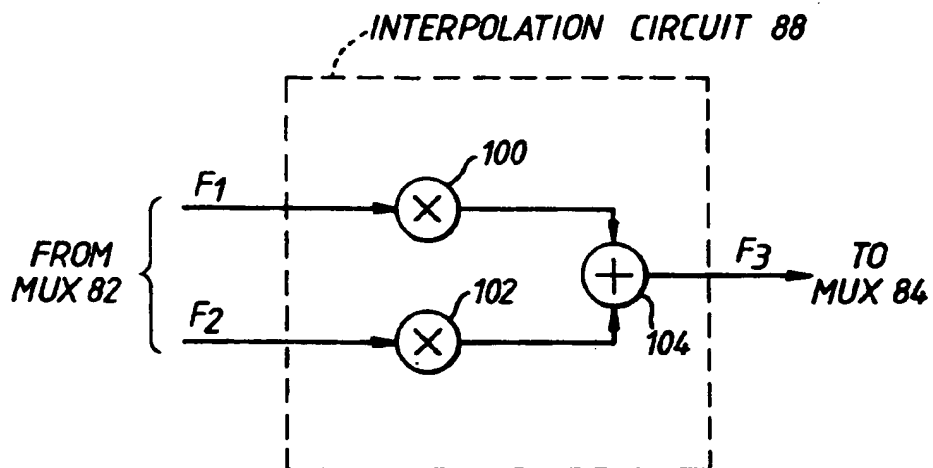 INTERPOLATION CIRCUIT 88
100
F1
FROM
MUX 82
F2
102
104
F3
TO
MUX 84